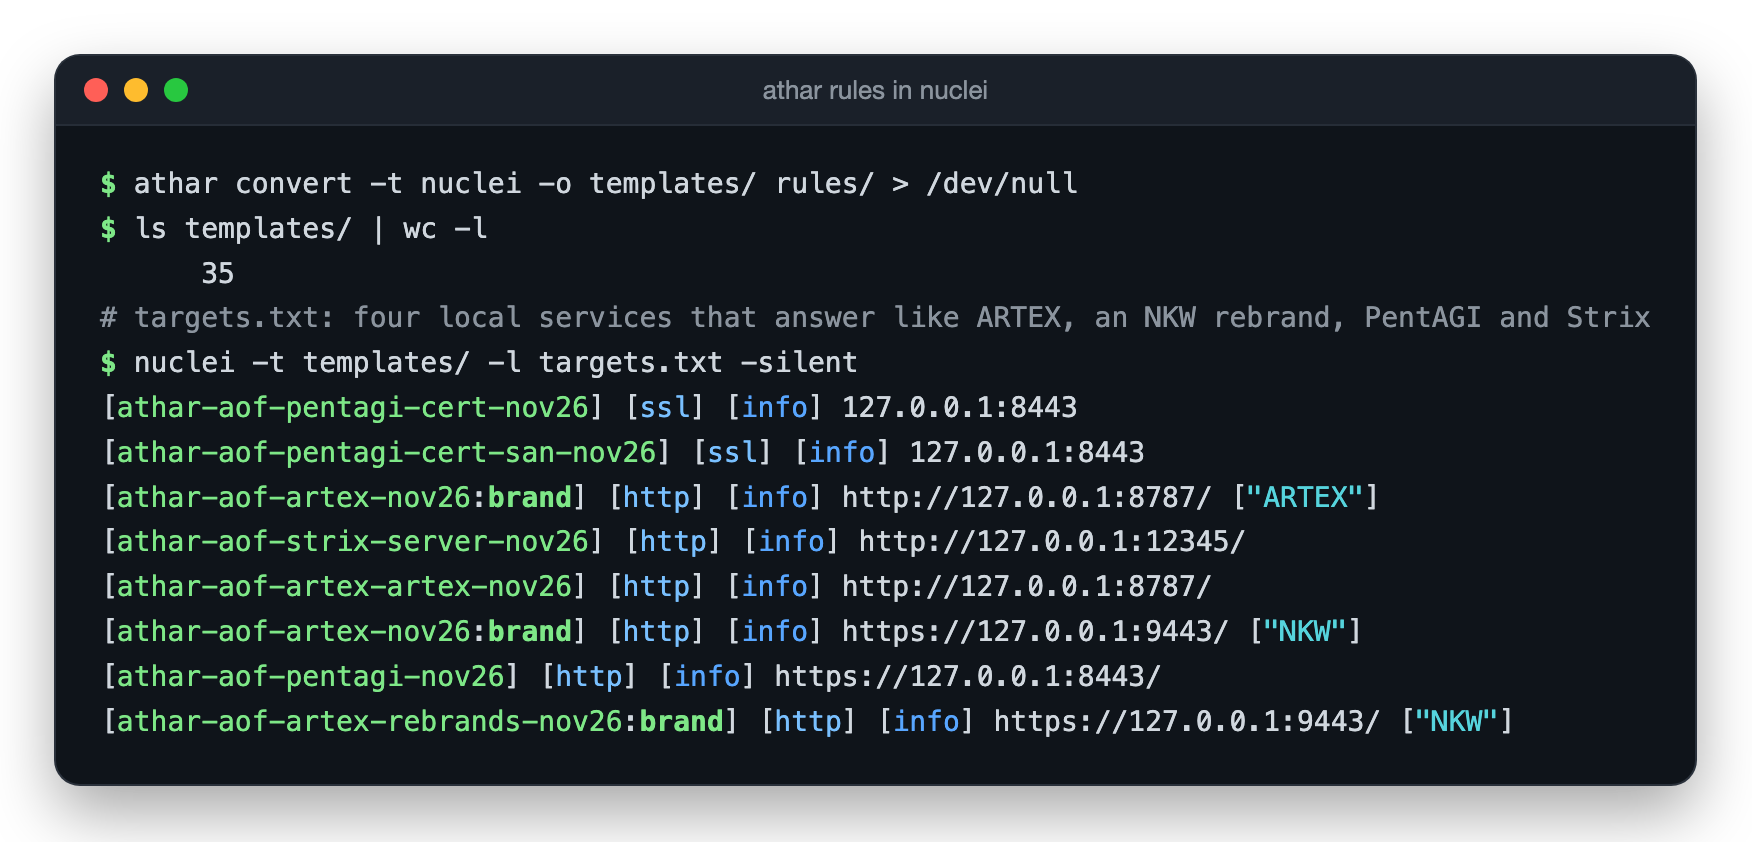 athar rules in nuclei
$ athar convert -t nuclei -o templates/ rules/ > /dev/null
$ ls templates/ | wc -l
35
# targets.txt: four local services that answer like ARTEX, an NKW rebrand, PentAGI and Strix
$ nuclei -t templates/ -l targets.txt -silent
[athar-aof-pentagi-cert-nov26] [ssl] [info] 127.0.0.1:8443
[athar-aof-pentagi-cert-san-nov26] [ssl] [info] 127.0.0.1:8443
[athar-aof-artex-nov26:brand] [http] [info] http://127.0.0.1:8787/ ["ARTEX"]
[athar-aof-strix-server-nov26] [http] [info] http://127.0.0.1:12345/
[athar-aof-artex-artex-nov26] [http] [info] http://127.0.0.1:8787/
[athar-aof-artex-nov26:brand] [http] [info] https://127.0.0.1:9443/ ["NKW"]
[athar-aof-pentagi-nov26] [http] [info] https://127.0.0.1:8443/
[athar-aof-artex-rebrands-nov26:brand] [http] [info] https://127.0.0.1:9443/ ["NKW"]